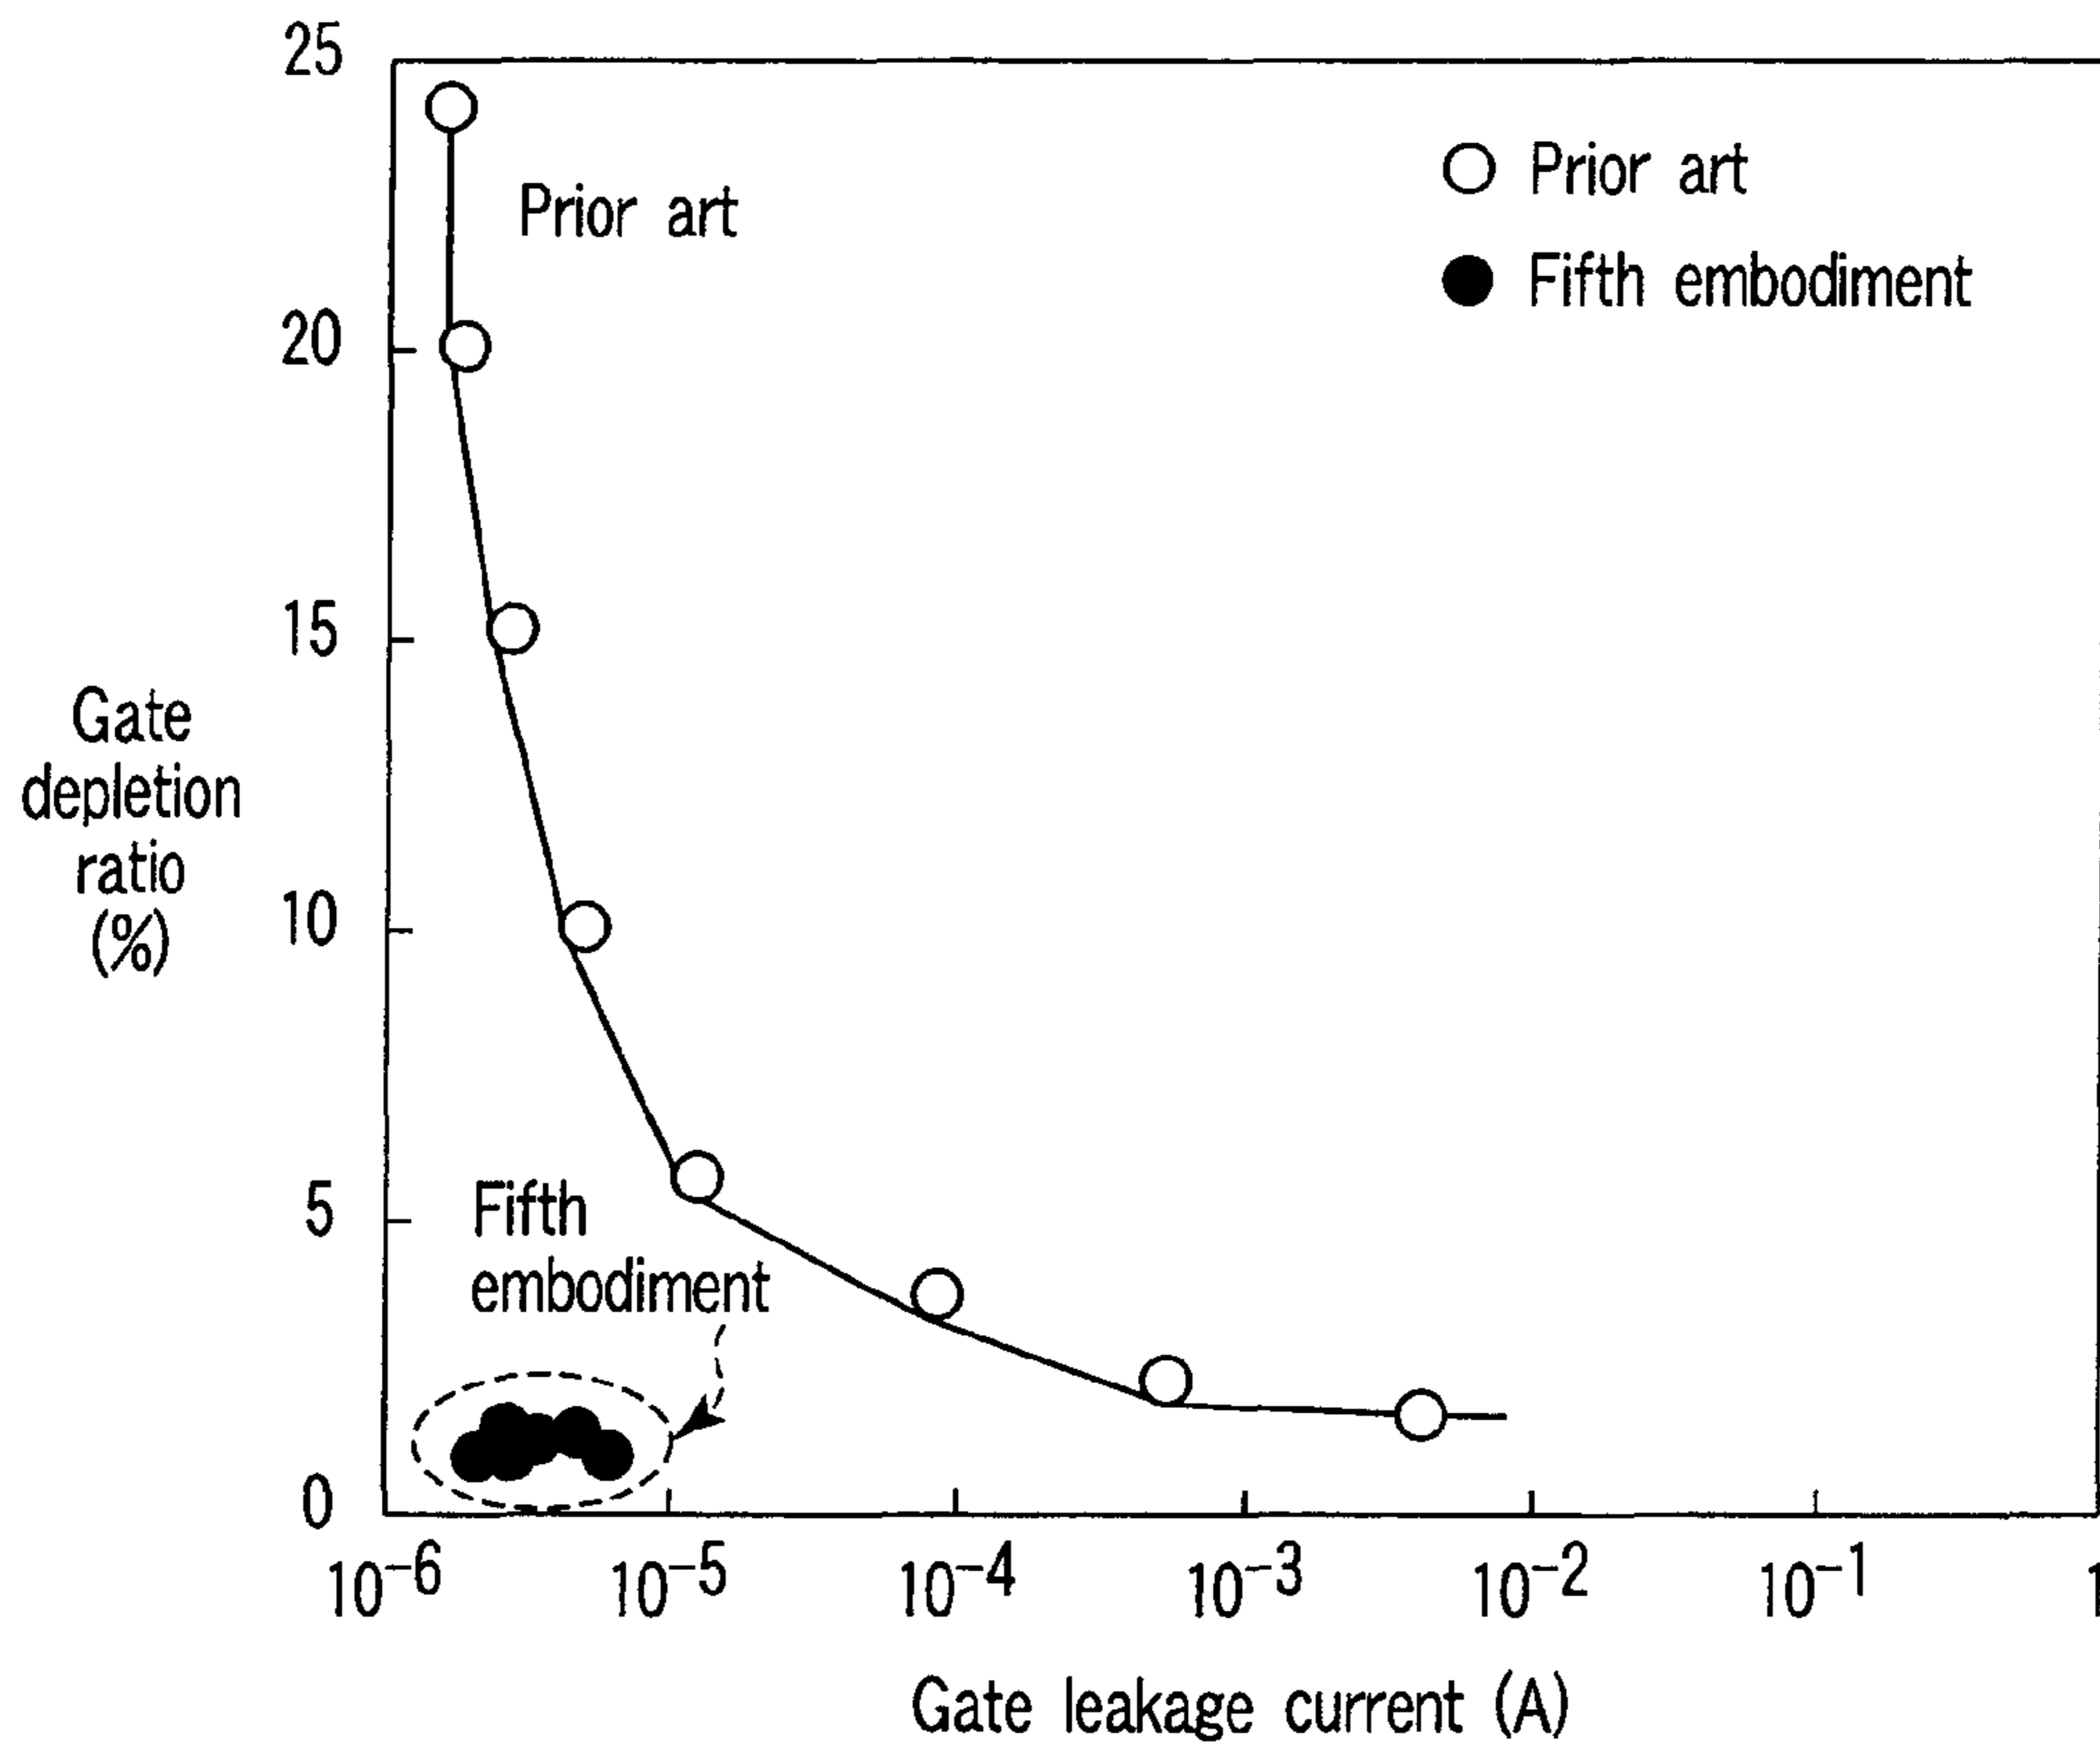 25
20
15
10
5
0
Gate
depletion
ratio
(%)
Prior art
Prior art
Fifth embodiment
Fifth
embodiment
10⁻⁶ 10⁻⁵ 10⁻⁴ 10⁻³ 10⁻² 10⁻¹ 1
Gate leakage current (A)